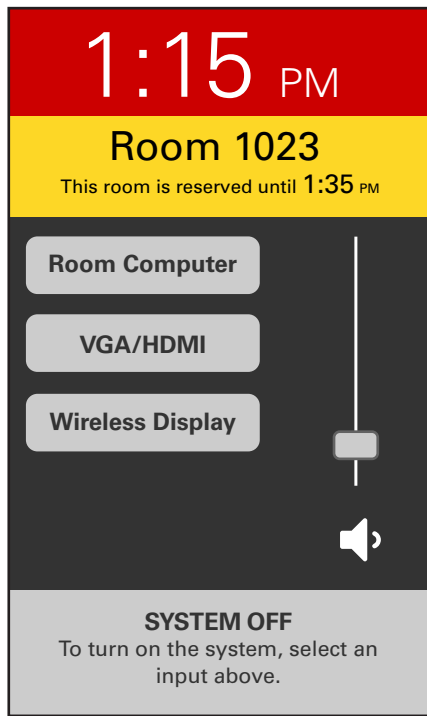 1:15 PM
Room 1023
This room is reserved until 1:35 PM
Room Computer
VGA/HDMI
Wireless Display
SYSTEM OFF
To turn on the system, select an
input above.